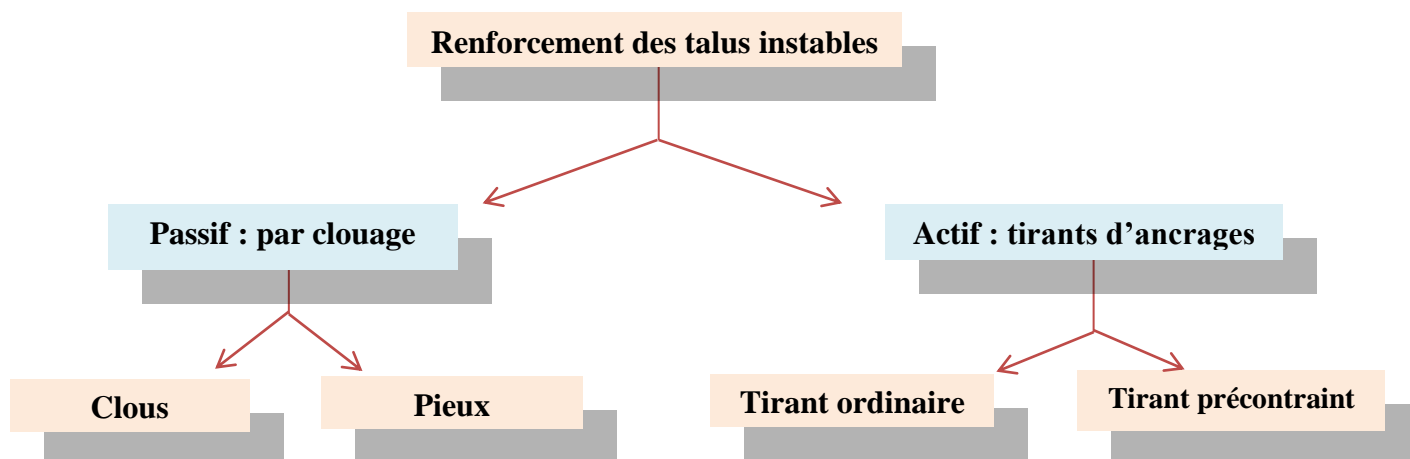 Renforcement des talus instables
Passif : par clouage
Actif : tirants d’ancrages
Clous
Pieux
Tirant ordinaire
Tirant précontraint